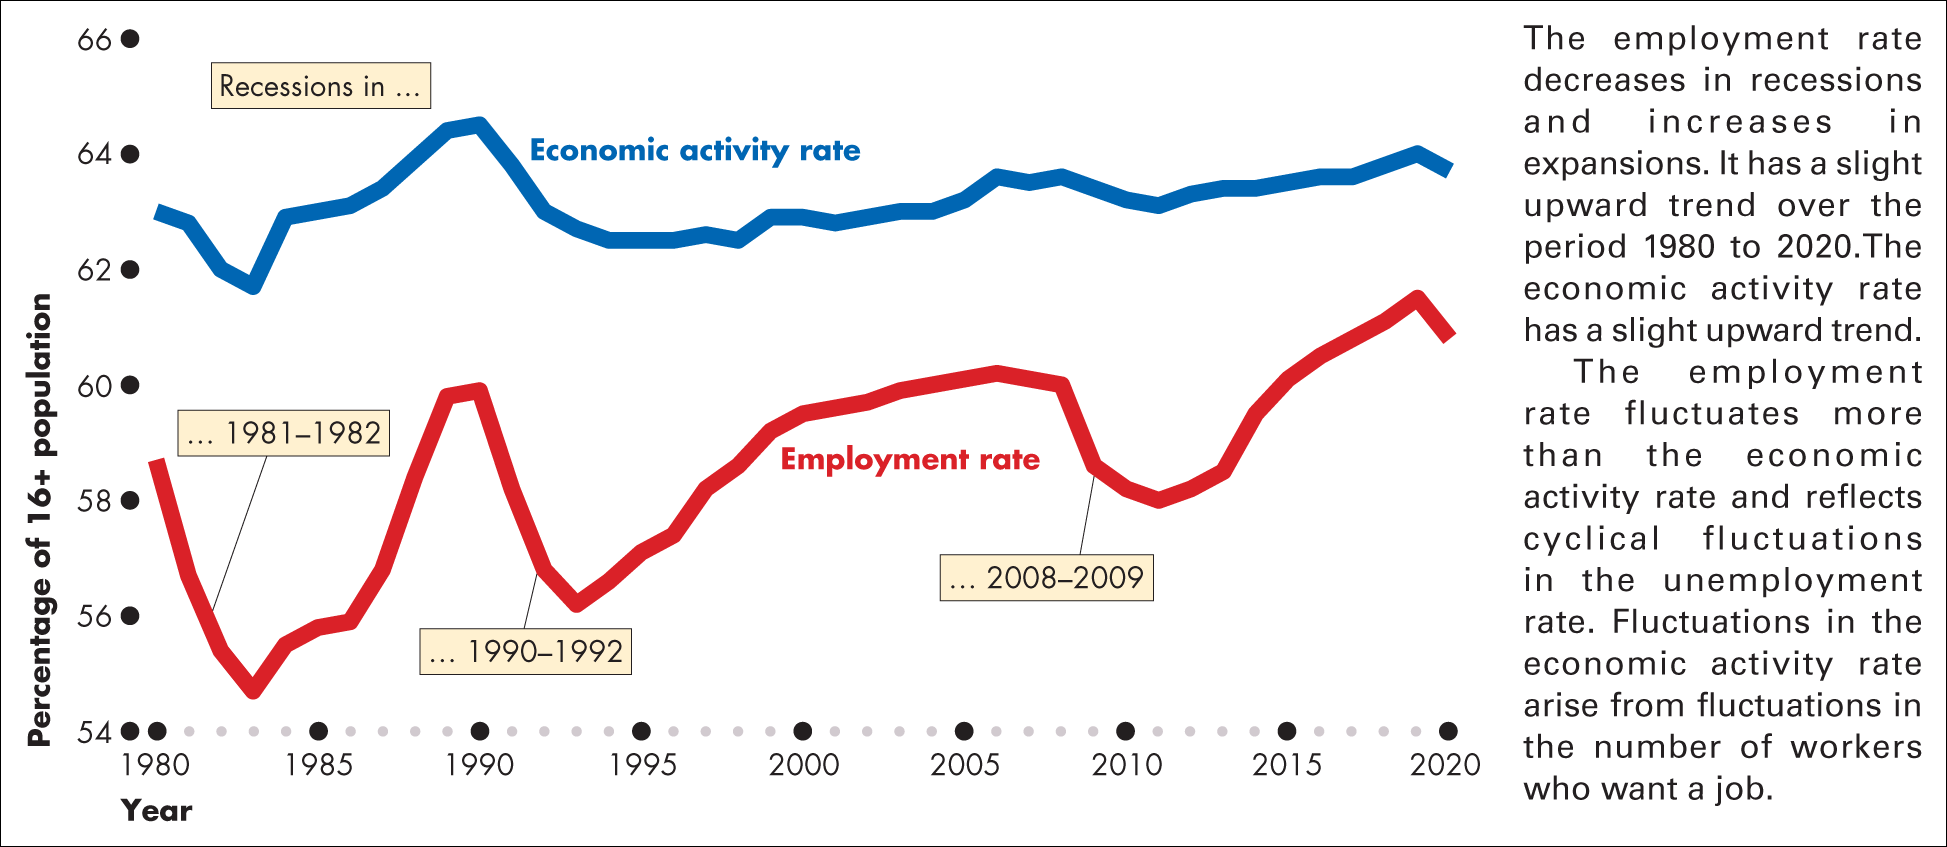 66
Recessions in ...
64
Economic activity rate
62
60
... 1981–1982
58
Employment rate
... 2008–2009
56
... 1990–1992
54
Percentage of 16+ population
1980 1985 1990 1995 2000 2005 2010 2015 2020
Year
The employment rate
decreases in recessions
and increases in
expansions. It has a slight
upward trend over the
period 1980 to 2020.The
economic activity rate
has a slight upward trend.
The employment
rate fluctuates more
than the economic
activity rate and reflects
cyclical fluctuations
in the unemployment
rate. Fluctuations in the
economic activity rate
arise from fluctuations in
the number of workers
who want a job.